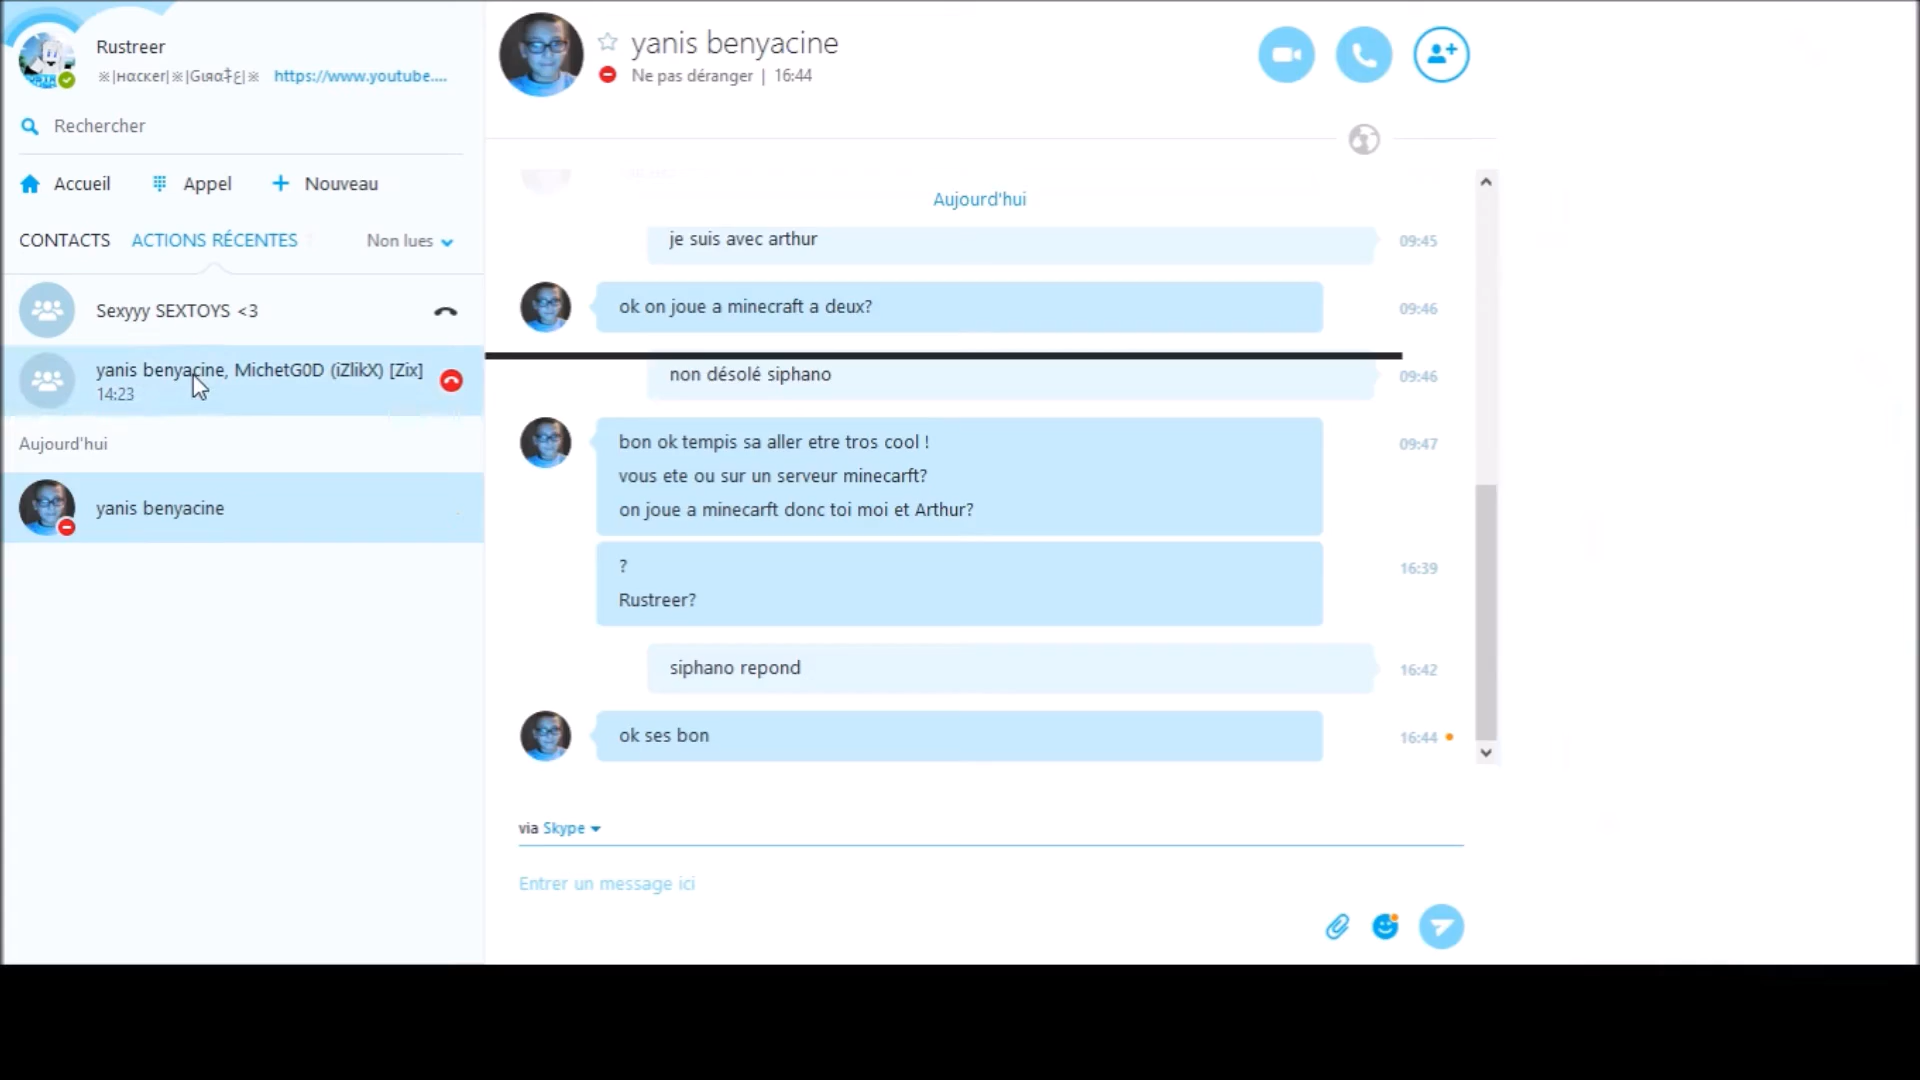 Rustreer
https://www.youtube....
Rechercher
Accueil
Appel
Nouveau
CONTACTS
ACTIONS RÉCENTES
Non lues
Sexyyy SEXTOYS <3
yanis benyacine, MichetG0D (iZlikX) [Zix]
14:23
Aujourd'hui
yanis benyacine
yanis benyacine
Ne pas déranger | 16:44
Aujourd'hui
je suis avec arthur
09:45
ok on joue a minecraft a deux?
09:46
non désolé siphano
09:46
bon ok tempis sa aller etre tros cool !
09:47
vous ete ou sur un serveur minecarft?
on joue a minecarft donc toi moi et Arthur?
?
16:39
Rustreer?
siphano repond
16:42
ok ses bon
16:44
via Skype
Entrer un message ici